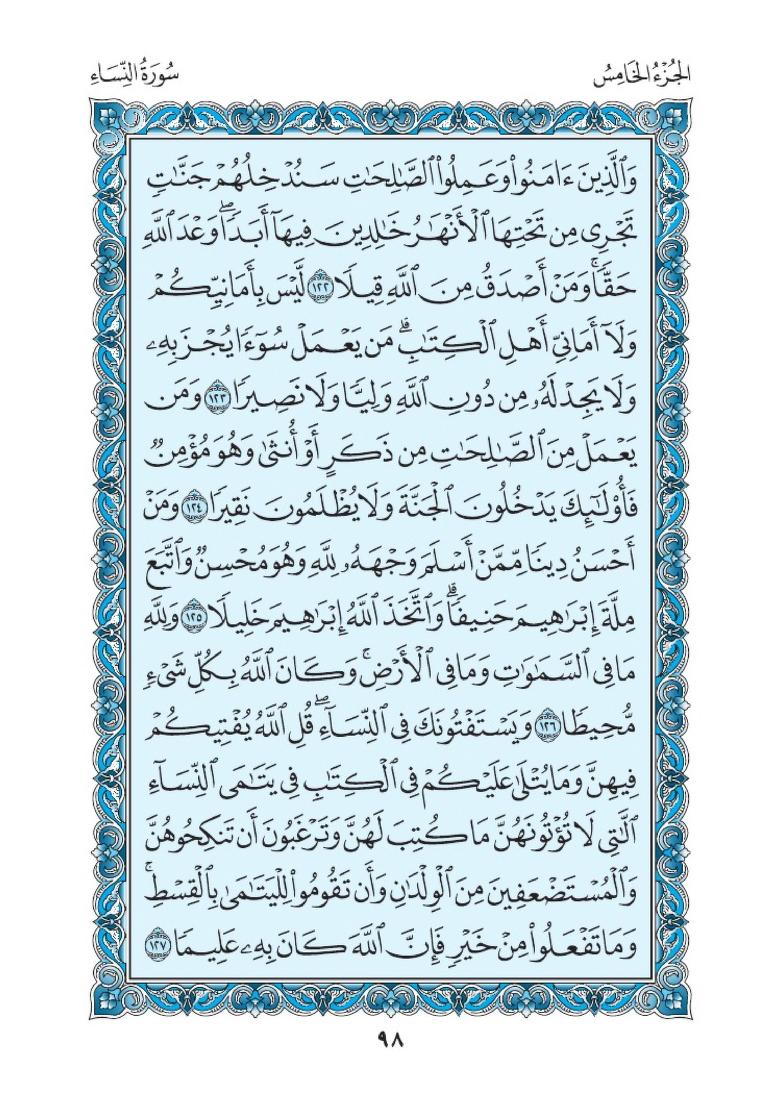 الجُزْءُ الخَامِسُ
سُورَةُ النِّسَاءِ
وَٱلَّذِينَ ءَامَنُوا۟ وَعَمِلُوا۟ ٱلصَّٰلِحَٰتِ سَنُدْخِلُهُمْ جَنَّٰتٍ
تَجْرِى مِن تَحْتِهَا ٱلْأَنْهَٰرُ خَٰلِدِينَ فِيهَآ أَبَدًا ۖ وَعْدَ ٱللَّهِ
حَقًّا ۚ وَمَنْ أَصْدَقُ مِنَ ٱللَّهِ قِيلًا ١٢٢ لَّيْسَ بِأَمَانِيِّكُمْ
وَلَآ أَمَانِىِّ أَهْلِ ٱلْكِتَٰبِ ۗ مَن يَعْمَلْ سُوٓءًا يُجْزَ بِهِۦ
وَلَا يَجِدْ لَهُۥ مِن دُونِ ٱللَّهِ وَلِيًّا وَلَا نَصِيرًا ١٢٣ وَمَن
يَعْمَلْ مِنَ ٱلصَّٰلِحَٰتِ مِن ذَكَرٍ أَوْ أُنثَىٰ وَهُوَ مُؤْمِنٌ
فَأُو۟لَٰٓئِكَ يَدْخُلُونَ ٱلْجَنَّةَ وَلَا يُظْلَمُونَ نَقِيرًا ١٢٤ وَمَنْ
أَحْسَنُ دِينًا مِّمَّنْ أَسْلَمَ وَجْهَهُۥ لِلَّهِ وَهُوَ مُحْسِنٌ وَٱتَّبَعَ
مِلَّةَ إِبْرَٰهِيمَ حَنِيفًا ۗ وَٱتَّخَذَ ٱللَّهُ إِبْرَٰهِيمَ خَلِيلًا ١٢٥ وَلِلَّهِ
مَا فِى ٱلسَّمَٰوَٰتِ وَمَا فِى ٱلْأَرْضِ ۚ وَكَانَ ٱللَّهُ بِكُلِّ شَىْءٍ
مُّحِيطًا ١٢٦ وَيَسْتَفْتُونَكَ فِى ٱلنِّسَآءِ ۖ قُلِ ٱللَّهُ يُفْتِيكُمْ
فِيهِنَّ وَمَا يُتْلَىٰ عَلَيْكُمْ فِى ٱلْكِتَٰبِ فِى يَتَٰمَى ٱلنِّسَآءِ
ٱلَّٰتِى لَا تُؤْتُونَهُنَّ مَا كُتِبَ لَهُنَّ وَتَرْغَبُونَ أَن تَنكِحُوهُنَّ
وَٱلْمُسْتَضْعَفِينَ مِنَ ٱلْوِلْدَٰنِ وَأَن تَقُومُوا۟ لِلْيَتَٰمَىٰ بِٱلْقِسْطِ ۚ
وَمَا تَفْعَلُوا۟ مِنْ خَيْرٍ فَإِنَّ ٱللَّهَ كَانَ بِهِۦ عَلِيمًا ١٢٧
٩٨